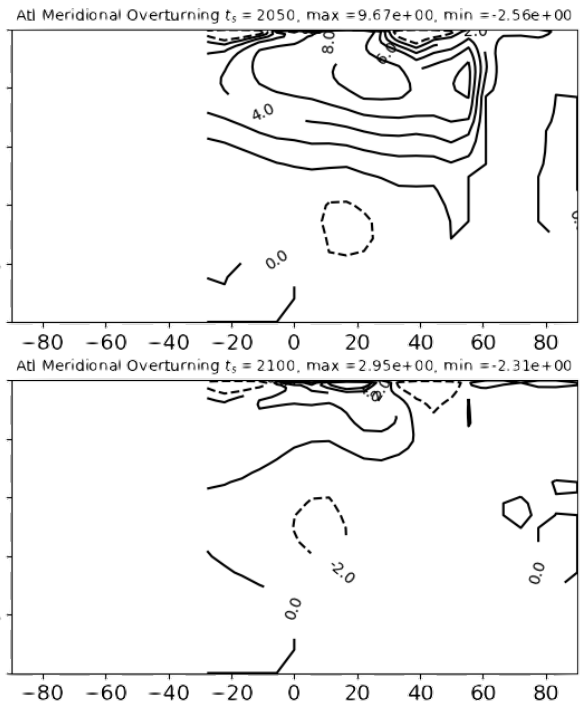 Atl Meridional Overturning t_s = 2050, max =9.67e+00, min =-2.56e+00
8.0
6.0
2.0
4.0
0.0
−80 −60 −40 −20 0 20 40 60 80
Atl Meridional Overturning t_s = 2100, max =2.95e+00, min =-2.31e+00
-2.0
0.0
0.0
−80 −60 −40 −20 0 20 40 60 80